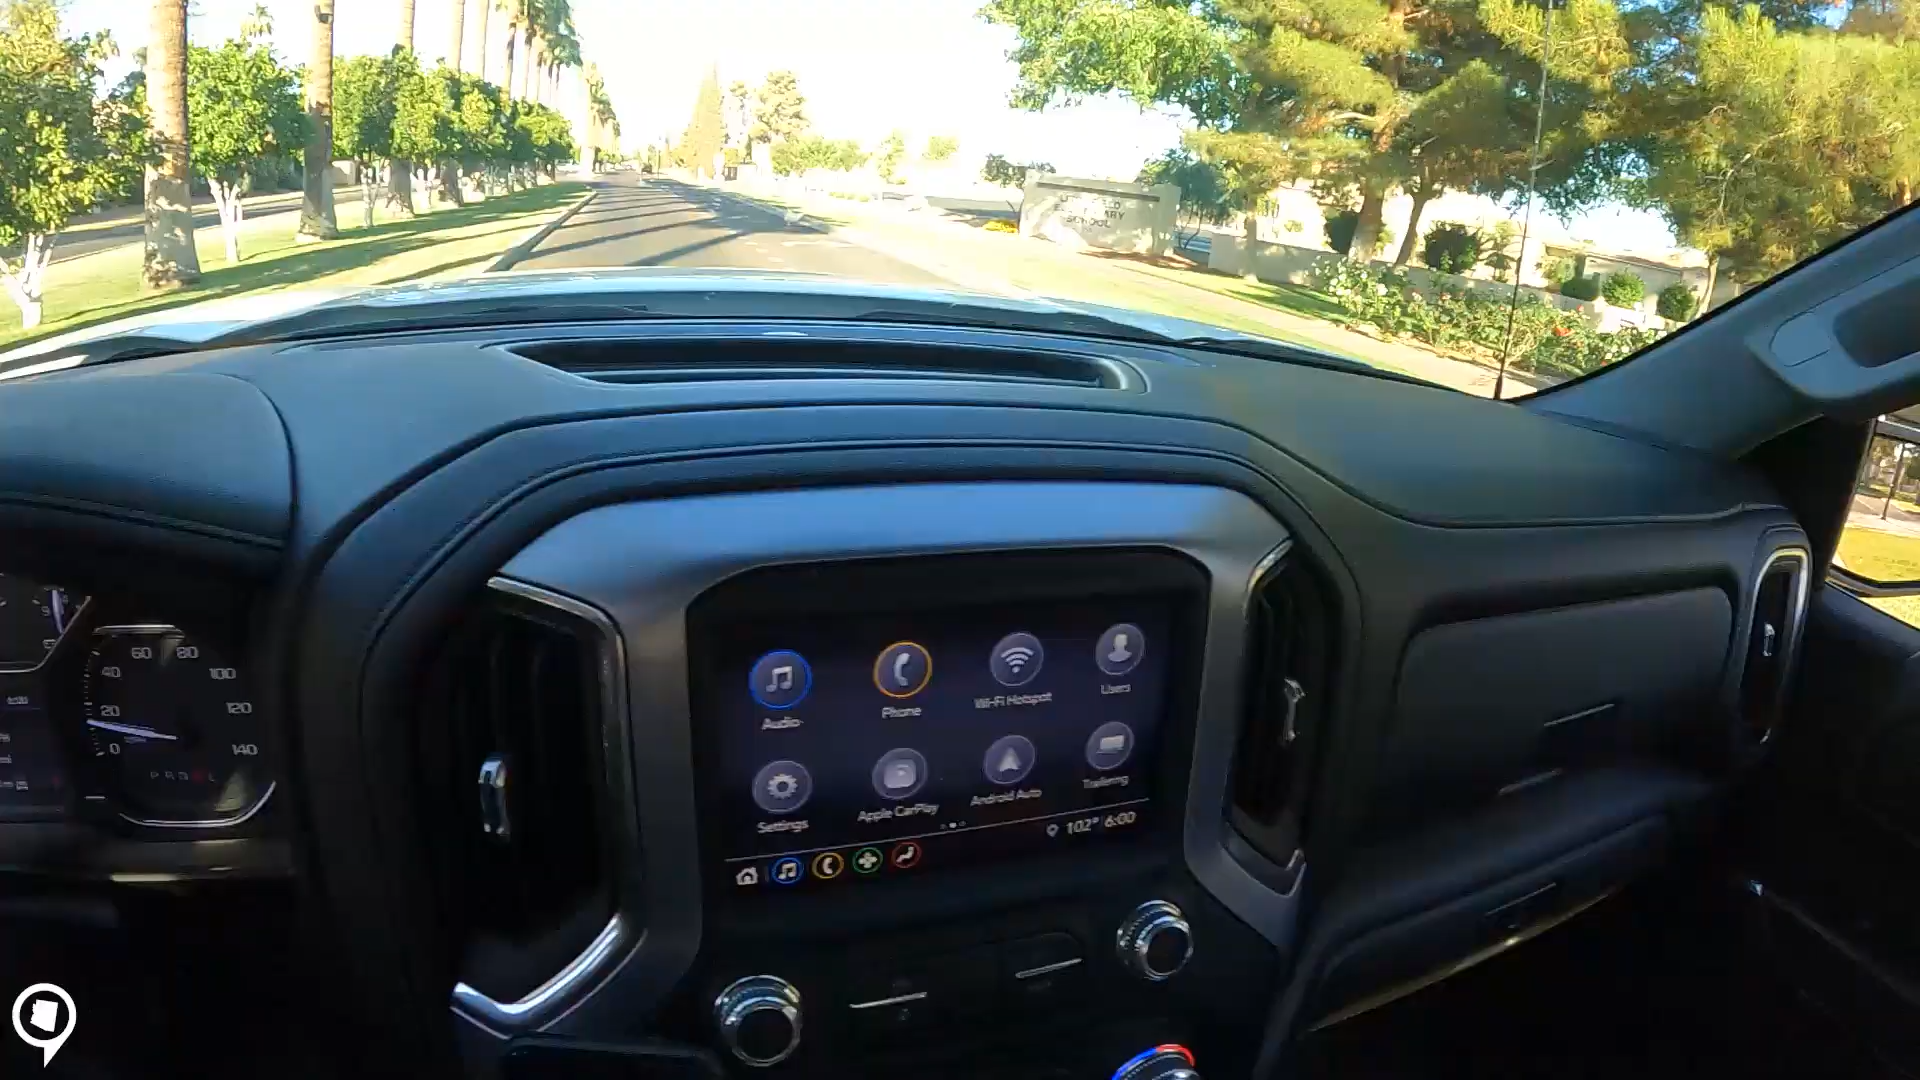 SCHOOL
60
80
40
100
20
120
0
140
Audio
Phone
Wi-Fi Hotspot
Users
Settings
Apple CarPlay
Android Auto
Trailering
102° 6:00